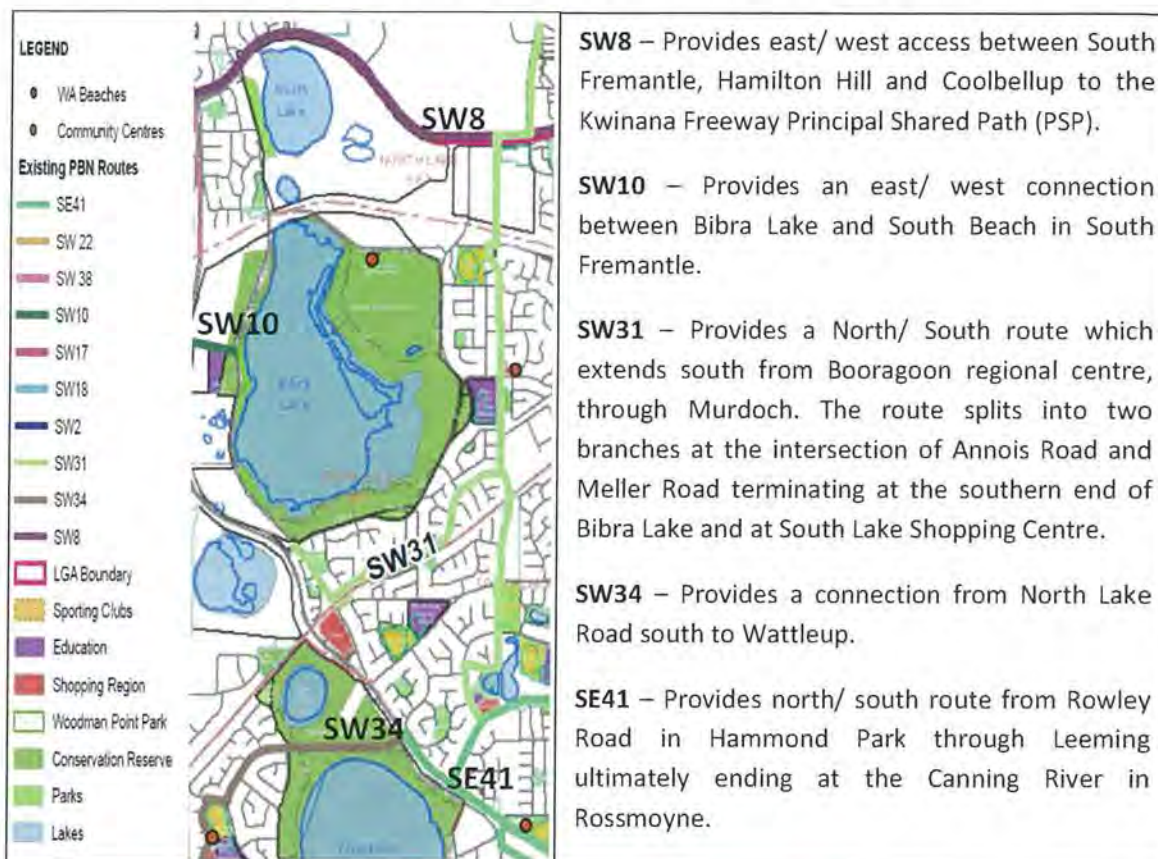 LEGEND
WA Beaches
Community Centres
Existing PBN Routes
SE41
SW 22
SW 38
SW10
SW17
SW18
SW2
SW31
SW34
SW8
LGA Boundary
Sporting Clubs
Education
Shopping Region
Woodman Point Park
Conservation Reserve
Parks
Lakes
SW8
SW10
SW31
SW34
SE41
SW8 – Provides east/ west access between South
Fremantle, Hamilton Hill and Coolbellup to the
Kwinana Freeway Principal Shared Path (PSP).
SW10 – Provides an east/ west connection
between Bibra Lake and South Beach in South
Fremantle.
SW31 – Provides a North/ South route which
extends south from Booragoon regional centre,
through Murdoch. The route splits into two
branches at the intersection of Annois Road and
Meller Road terminating at the southern end of
Bibra Lake and at South Lake Shopping Centre.
SW34 – Provides a connection from North Lake
Road south to Wattleup.
SE41 – Provides north/ south route from Rowley
Road in Hammond Park through Leeming
ultimately ending at the Canning River in
Rossmoyne.